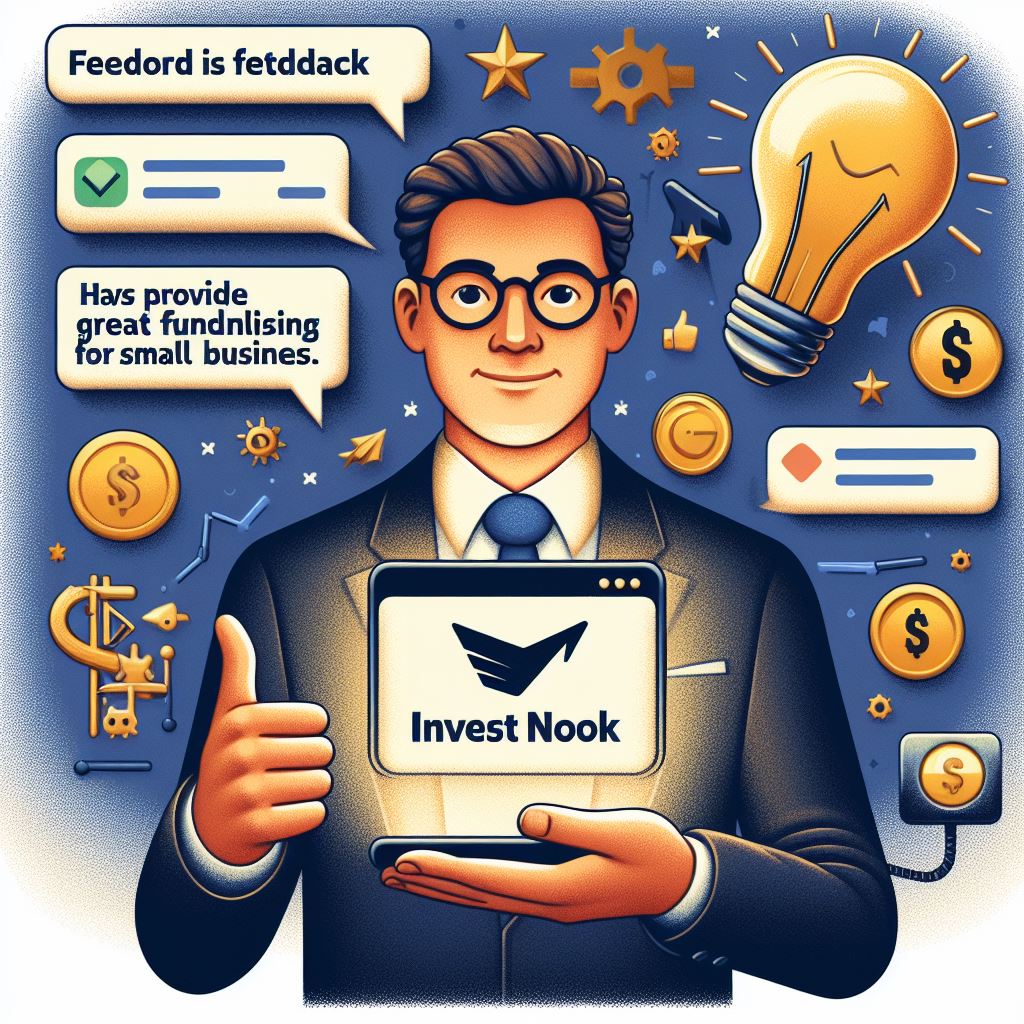 Feedord is fetddack
Havs provide
great fundnlising
for small busines.
$
$
Invest Nook
$
$